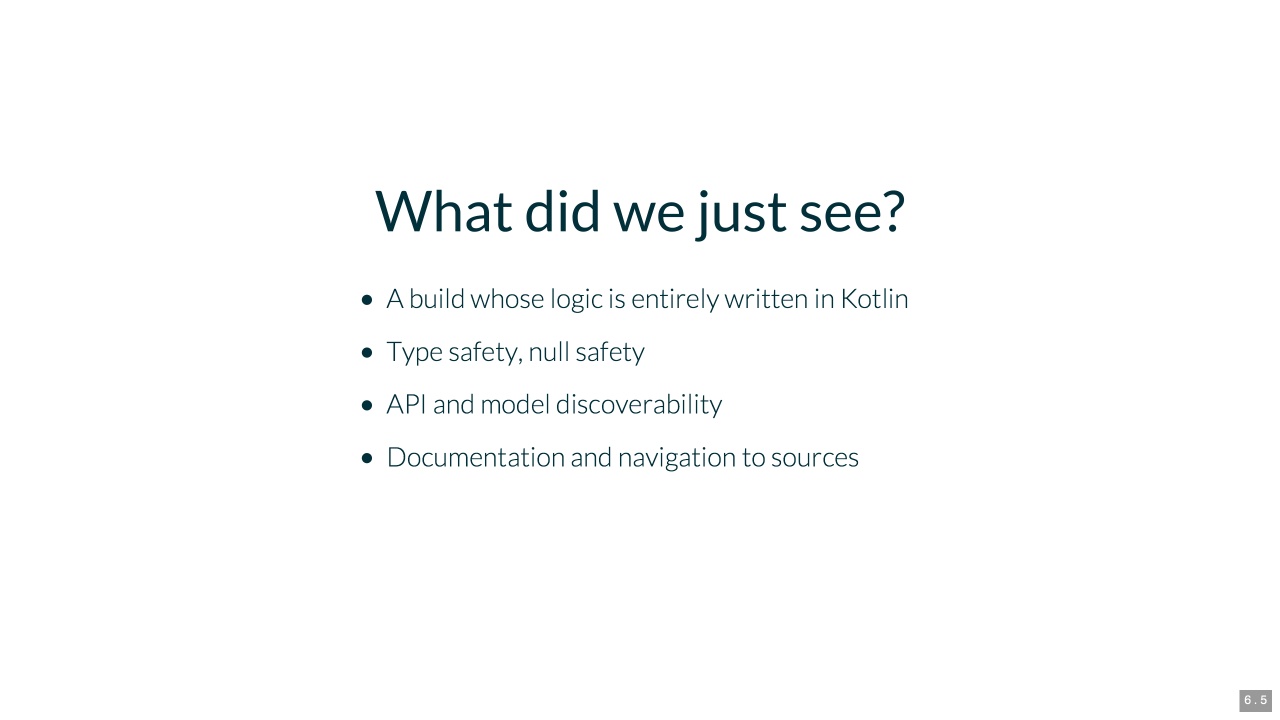 What did we just see?
• A build whose logic is entirely written in Kotlin
• Type safety, null safety
• API and model discoverability
• Documentation and navigation to sources
6 . 5